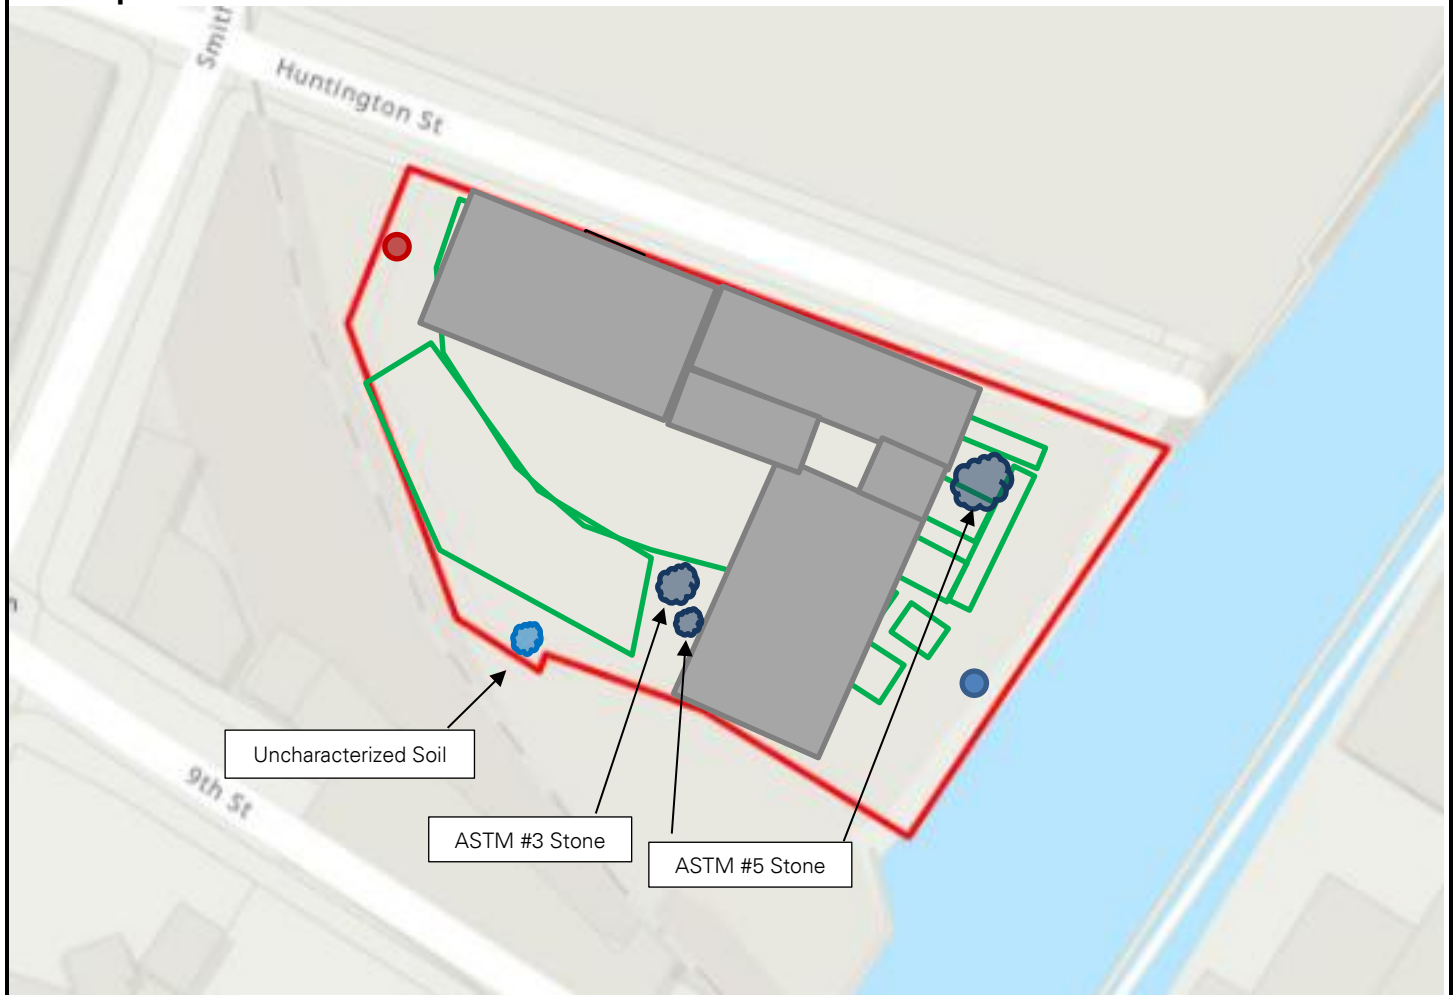 Smith
Huntington St
Uncharacterized Soil
9th St
ASTM #3 Stone
ASTM #5 Stone